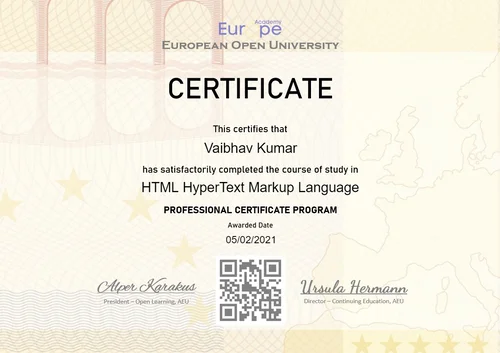 Academy
Europe
EUROPEAN OPEN UNIVERSITY
CERTIFICATE
This certifies that
Vaibhav Kumar
has satisfactorily completed the course of study in
HTML HyperText Markup Language
PROFESSIONAL CERTIFICATE PROGRAM
Awarded Date
05/02/2021
Alper Karakus
President – Open Learning, AEU
Ursula Hermann
Director – Continuing Education, AEU